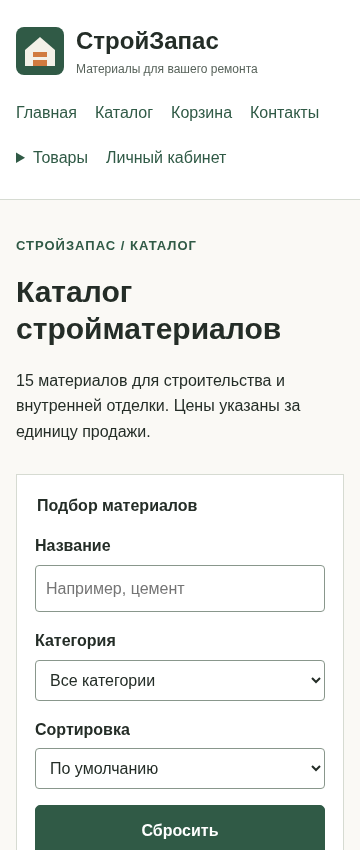 СтройЗапас
Материалы для вашего ремонта
Главная Каталог Корзина Контакты
Товары Личный кабинет
СТРОЙЗАПАС / КАТАЛОГ
Каталог
стройматериалов
15 материалов для строительства и
внутренней отделки. Цены указаны за
единицу продажи.
Подбор материалов
Название
Например, цемент
Категория
Все категории
Сортировка
По умолчанию
Сбросить